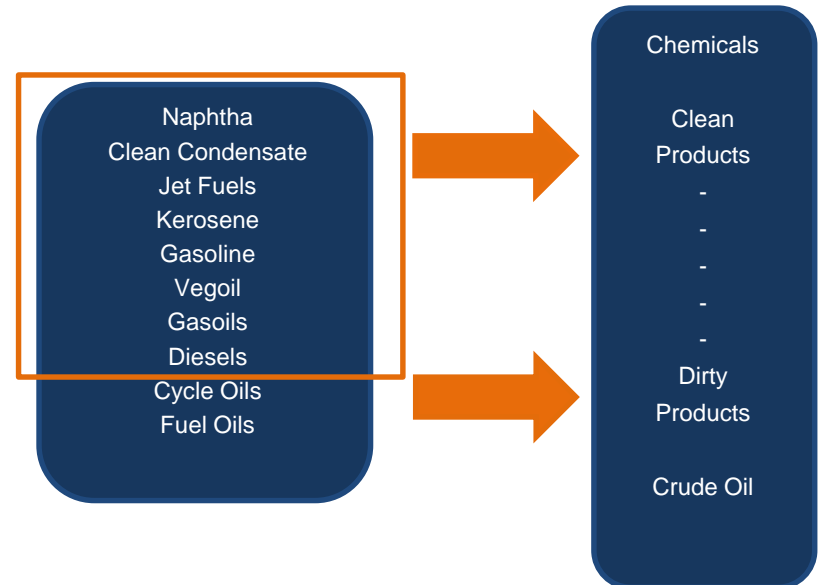 Naphtha
Clean Condensate
Jet Fuels
Kerosene
Gasoline
Vegoil
Gasoils
Diesels
Cycle Oils
Fuel Oils
Chemicals
Clean
Products
-
-
-
-
-
Dirty
Products
Crude Oil